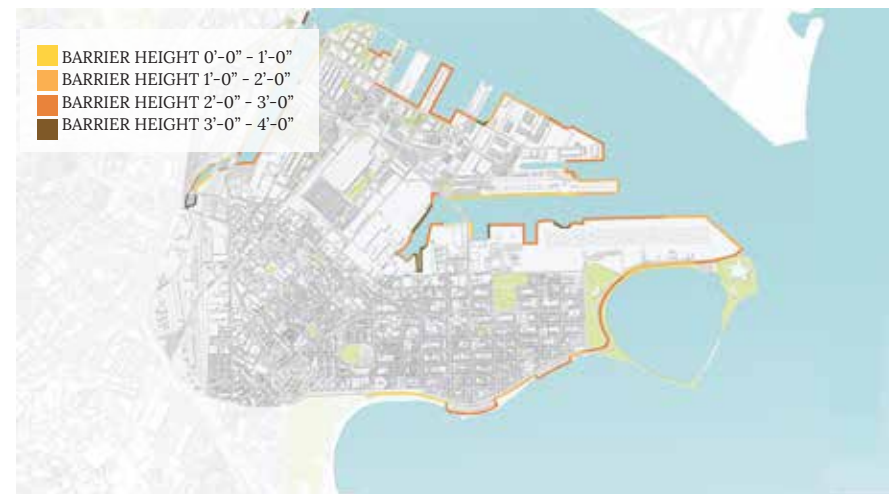 BARRIER HEIGHT 0’-0” - 1’-0”
BARRIER HEIGHT 1’-0” - 2’-0”
BARRIER HEIGHT 2’-0” - 3’-0”
BARRIER HEIGHT 3’-0” - 4’-0”